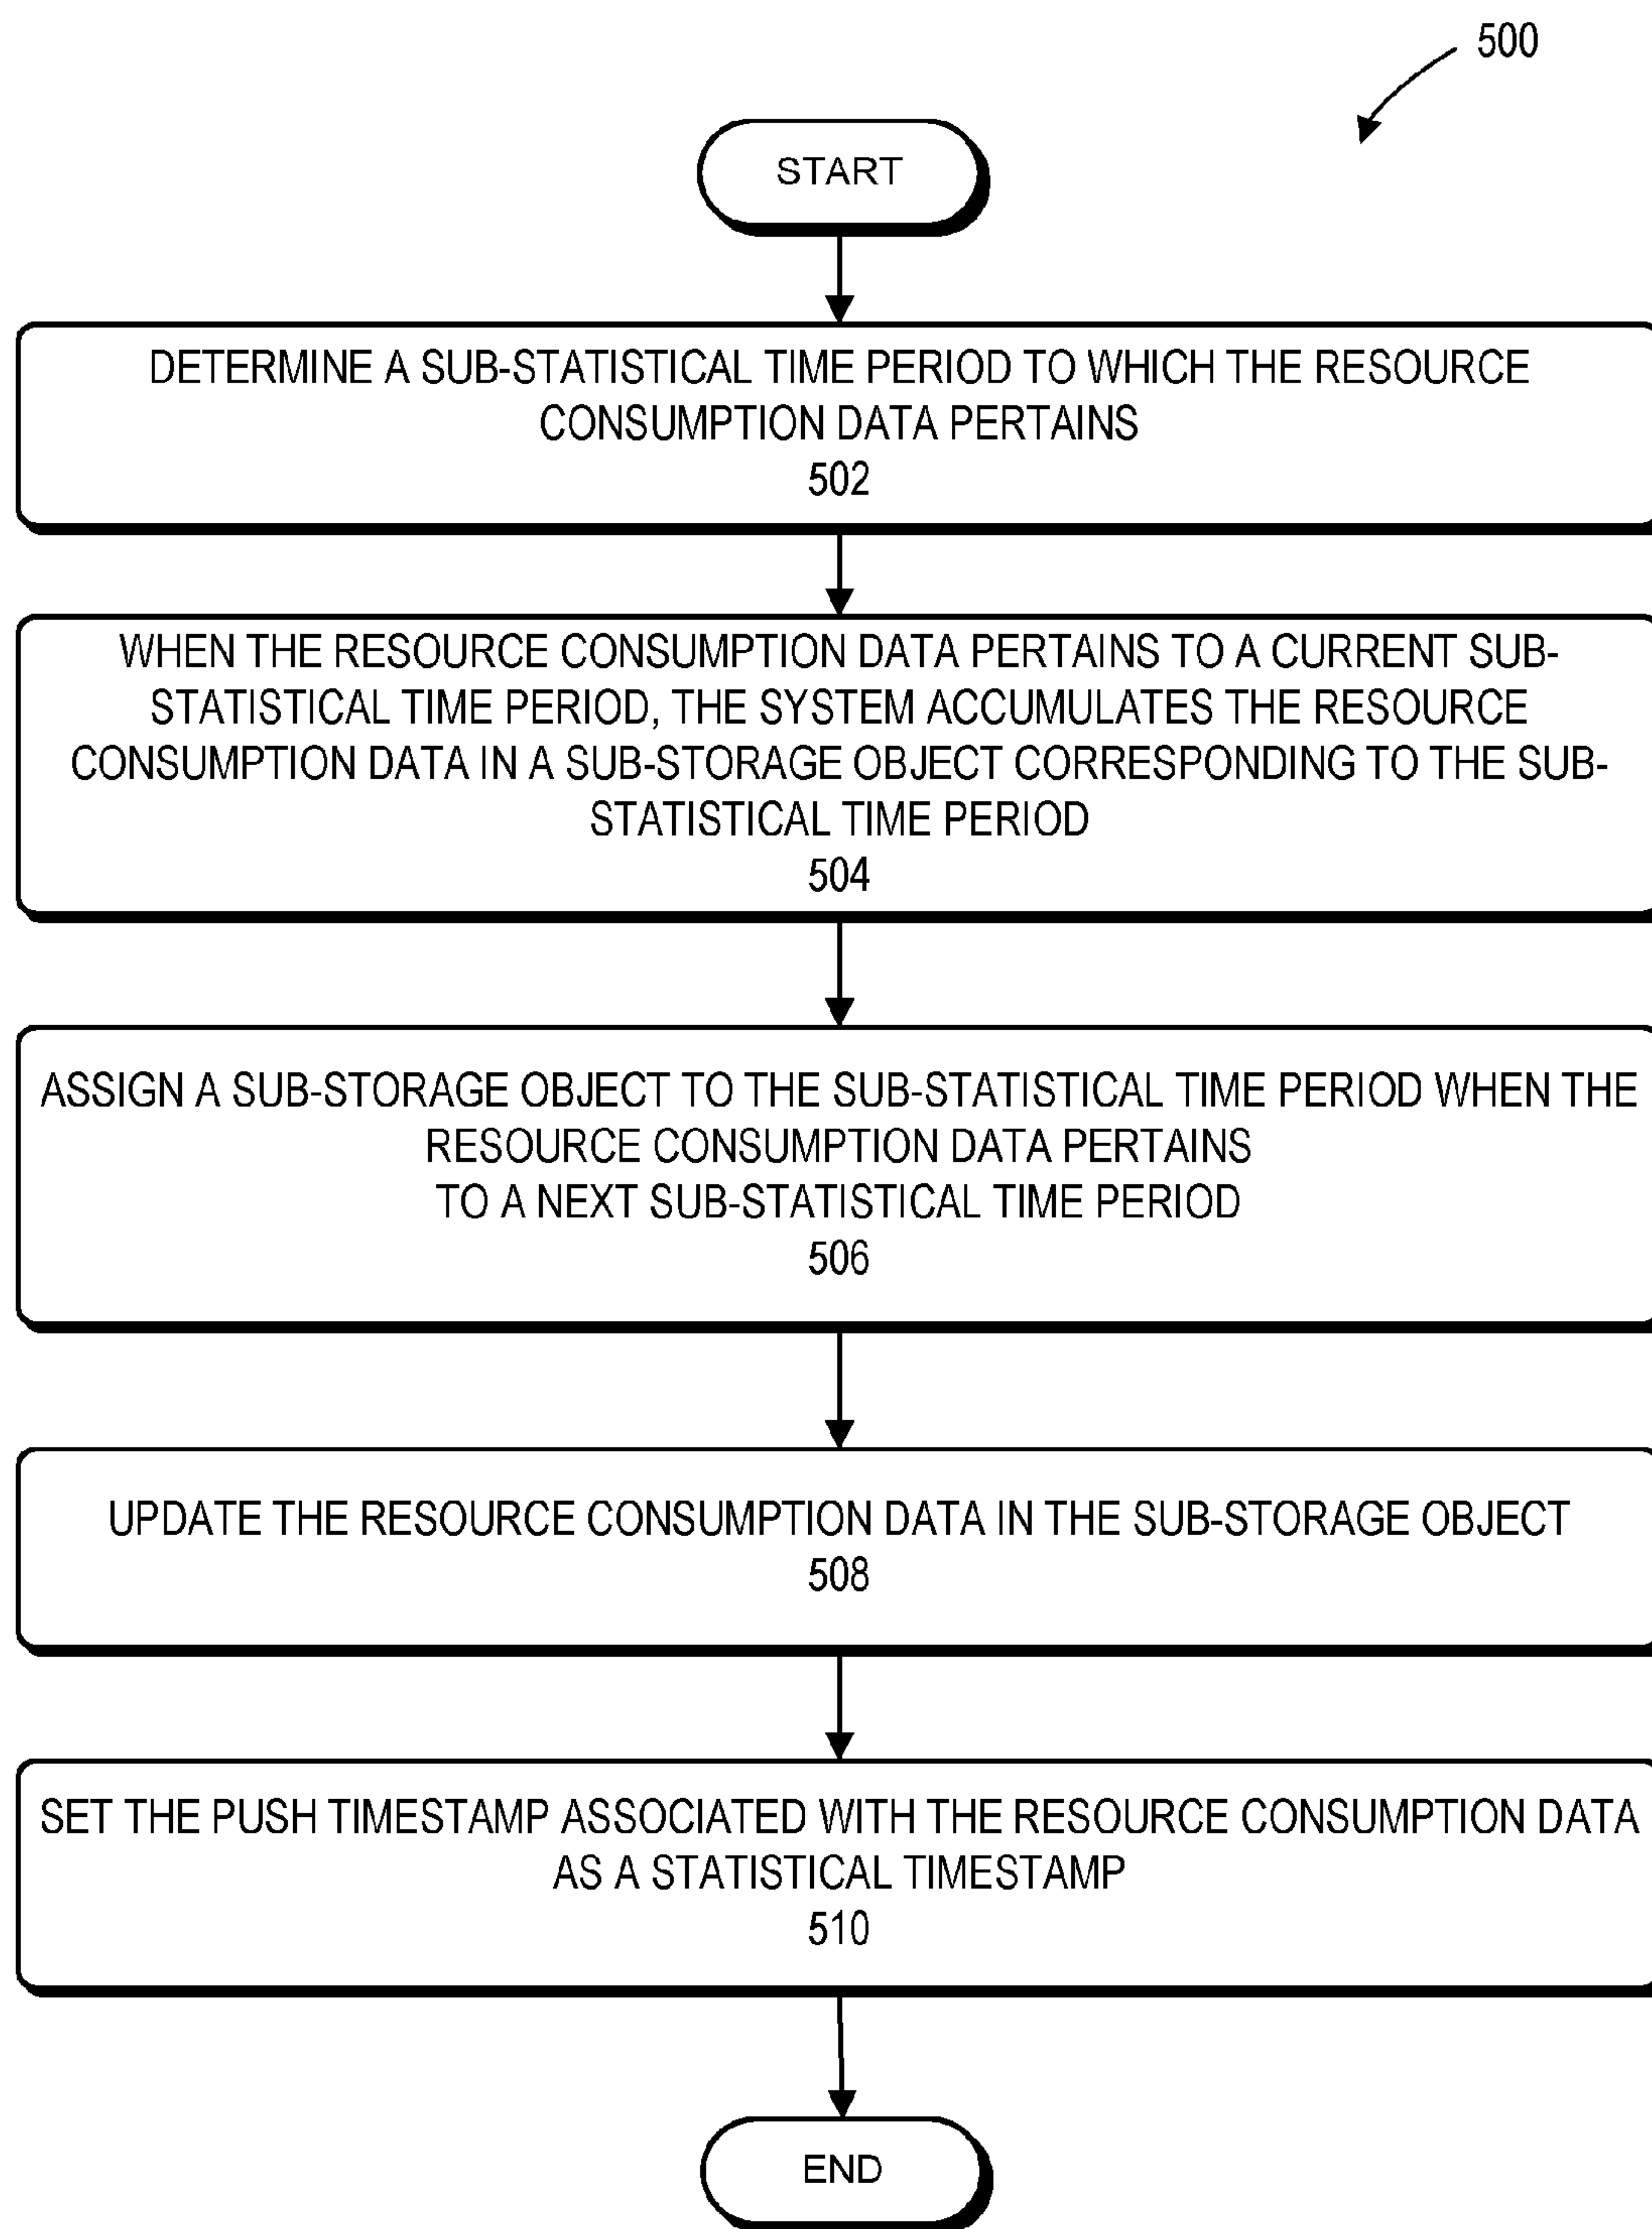 500
START
DETERMINE A SUB-STATISTICAL TIME PERIOD TO WHICH THE RESOURCE
CONSUMPTION DATA PERTAINS
502
WHEN THE RESOURCE CONSUMPTION DATA PERTAINS TO A CURRENT SUB-
STATISTICAL TIME PERIOD, THE SYSTEM ACCUMULATES THE RESOURCE
CONSUMPTION DATA IN A SUB-STORAGE OBJECT CORRESPONDING TO THE SUB-
STATISTICAL TIME PERIOD
504
ASSIGN A SUB-STORAGE OBJECT TO THE SUB-STATISTICAL TIME PERIOD WHEN THE
RESOURCE CONSUMPTION DATA PERTAINS
TO A NEXT SUB-STATISTICAL TIME PERIOD
506
UPDATE THE RESOURCE CONSUMPTION DATA IN THE SUB-STORAGE OBJECT
508
SET THE PUSH TIMESTAMP ASSOCIATED WITH THE RESOURCE CONSUMPTION DATA
AS A STATISTICAL TIMESTAMP
510
END